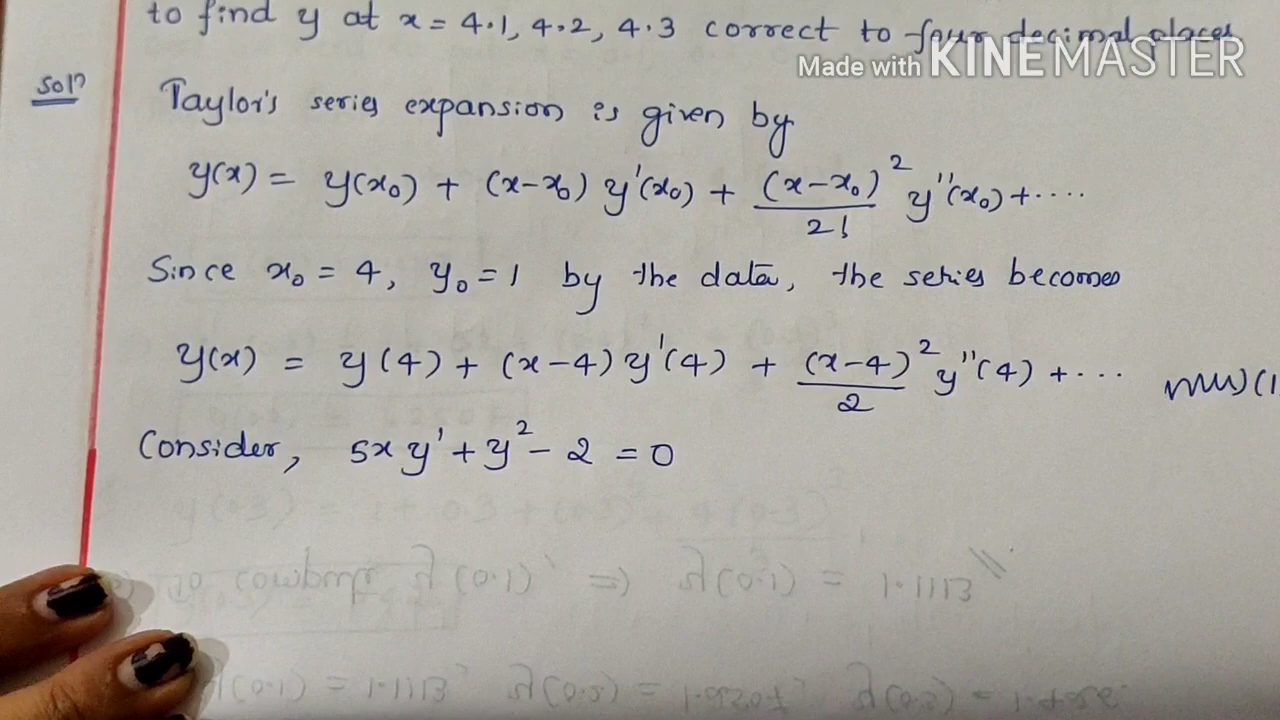 to find y at x = 4.1, 4.2, 4.3 correct to four decimal places
Made with KINEMASTER
Solⁿ
Taylor's series expansion is given by
y(x) = y(x₀) + (x-x₀) y'(x₀) + (x-x₀)²/2! y''(x₀) + ....
Since x₀ = 4, y₀ = 1 by the data, the series becomes
y(x) = y(4) + (x-4) y'(4) + (x-4)²/2 y''(4) + ... (1
Consider, 5xy' + y² - 2 = 0